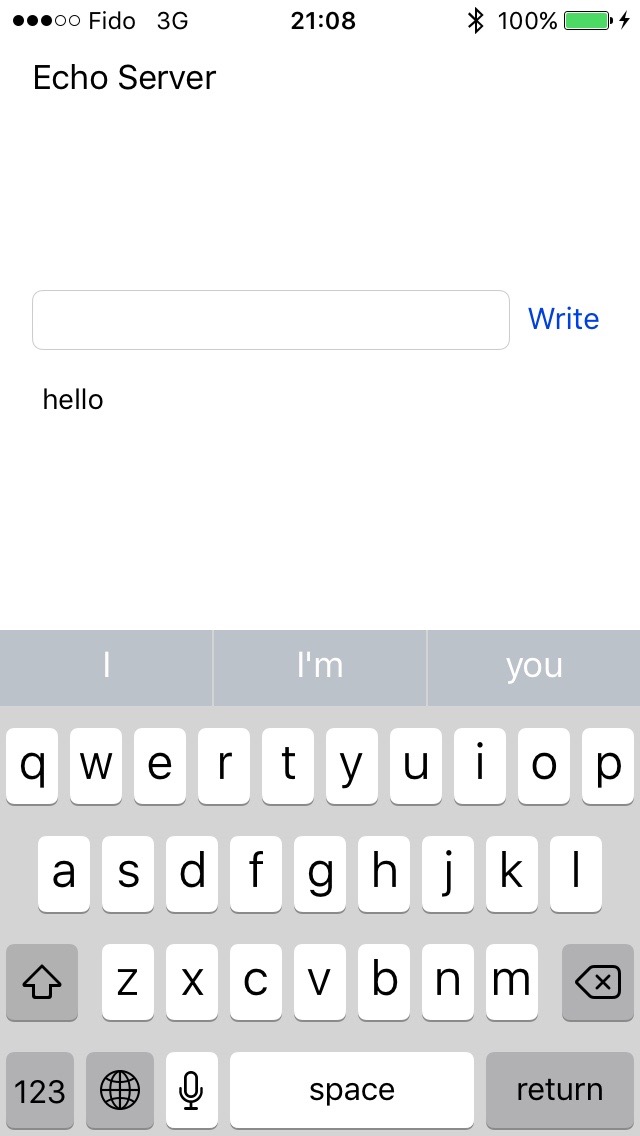 Fido 3G 21:08 100%
Echo Server
Write
hello
I I'm you
q w e r t y u i o p
a s d f g h j k l
z x c v b n m
123 space return